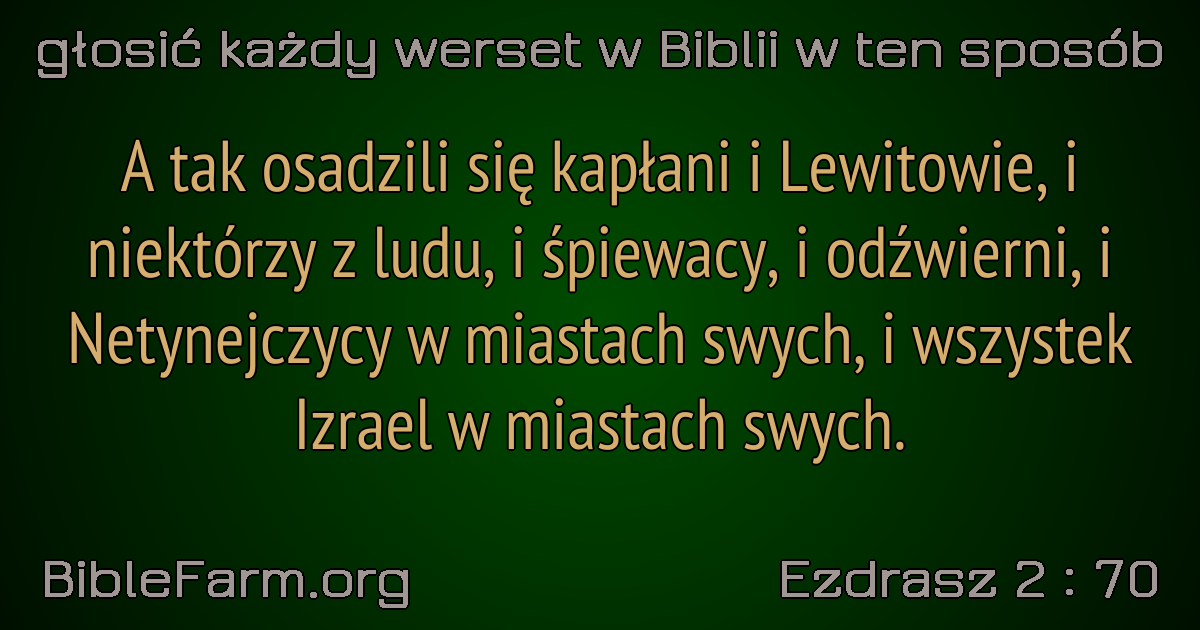 głosić każdy werset w Biblii w ten sposób
A tak osadzili się kapłani i Lewitowie, i
niektórzy z ludu, i śpiewacy, i odźwierni, i
Netynejczycy w miastach swych, i wszystek
Izrael w miastach swych.
BibleFarm.org
Ezdrasz 2 : 70